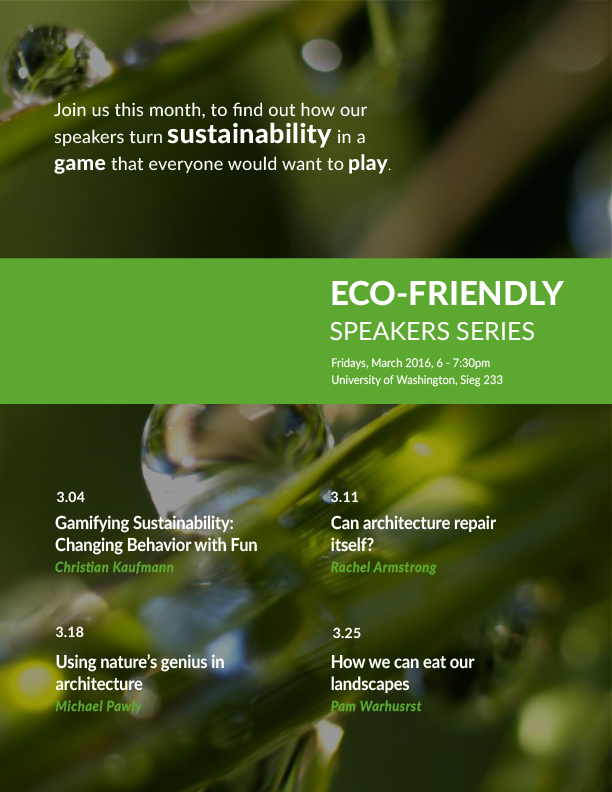 Join us this month, to find out how our
speakers turn sustainability in a
game that everyone would want to play.
ECO-FRIENDLY
SPEAKERS SERIES
Fridays, March 2016, 6 - 7:30pm
University of Washington, Sieg 233
3.04
Gamifying Sustainability:
Changing Behavior with Fun
Christian Kaufmann
3.11
Can architecture repair
itself?
Rachel Armstrong
3.18
Using nature's genius in
architecture
Michael Pawly
3.25
How we can eat our
landscapes
Pam Warhusrst